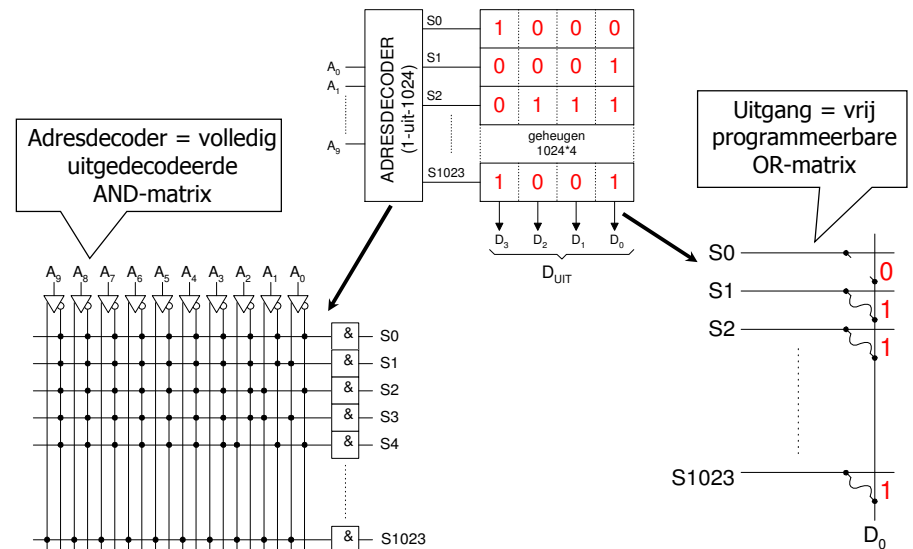 S0 1 0 0 0
A0 S1 0 0 0 1
A1 S2 0 1 1 1
A9
ADRESDECODER
(1-uit-1024)
geheugen
1024*4
S1023 1 0 0 1
D3 D2 D1 D0
DUIT
Adresdecoder = volledig
uitgedecodeerde
AND-matrix
Uitgang = vrij
programmeerbare
OR-matrix
A9 A8 A7 A6 A5 A4 A3 A2 A1 A0
& S0
& S1
& S2
& S3
& S4
& S1023
S0 0
S1 1
S2 1
S1023 1
D0